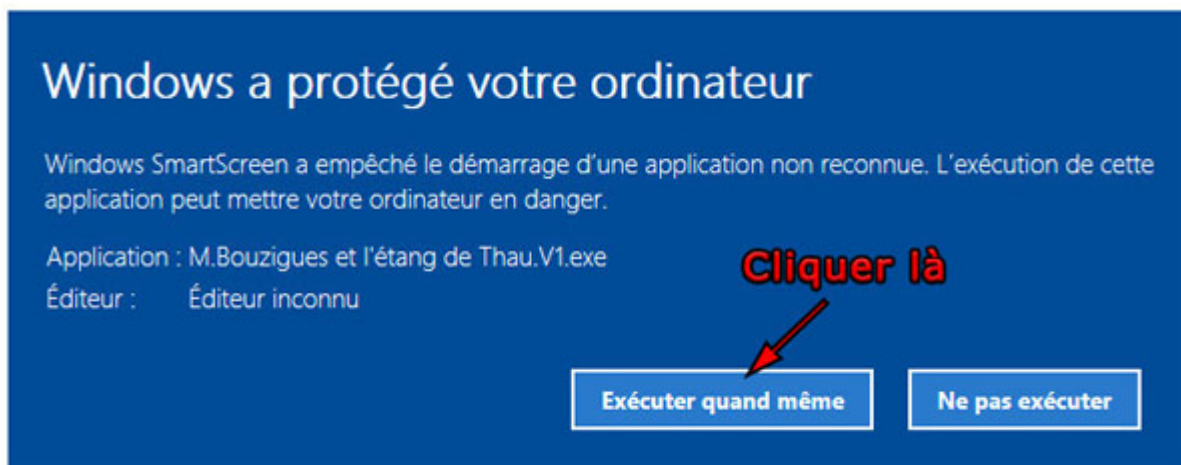 Windows a protégé votre ordinateur
Windows SmartScreen a empêché le démarrage d'une application non reconnue. L'exécution de cette
application peut mettre votre ordinateur en danger.
Application : M.Bouzigues et l'étang de Thau.V1.exe
Éditeur : Éditeur inconnu
Cliquer là
Exécuter quand même
Ne pas exécuter